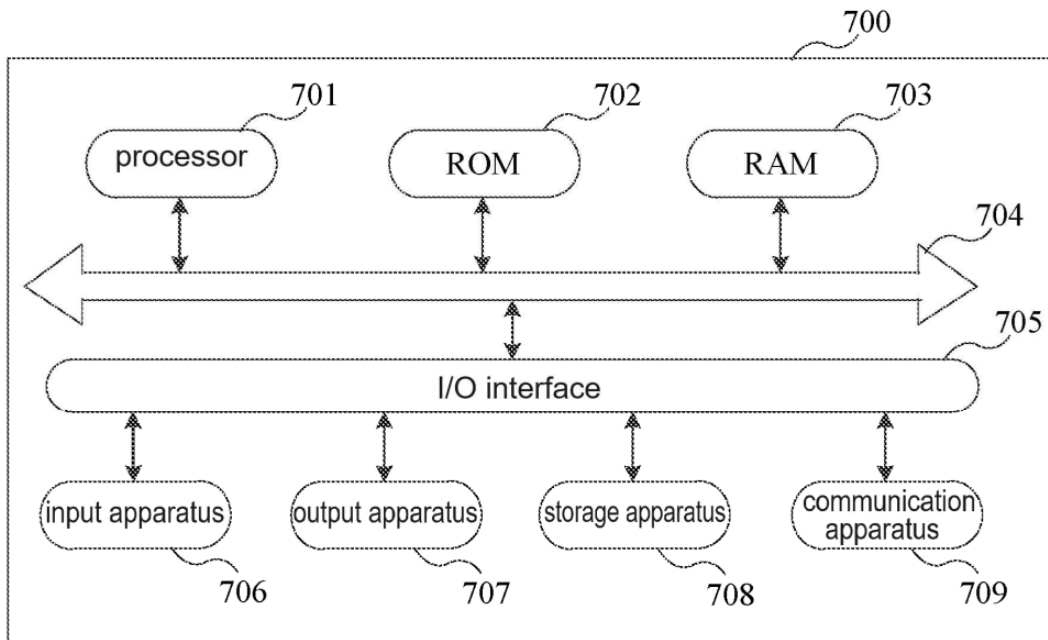 700
701
702
703
processor
ROM
RAM
704
705
I/O interface
input apparatus
output apparatus
storage apparatus
communication
apparatus
706
707
708
709